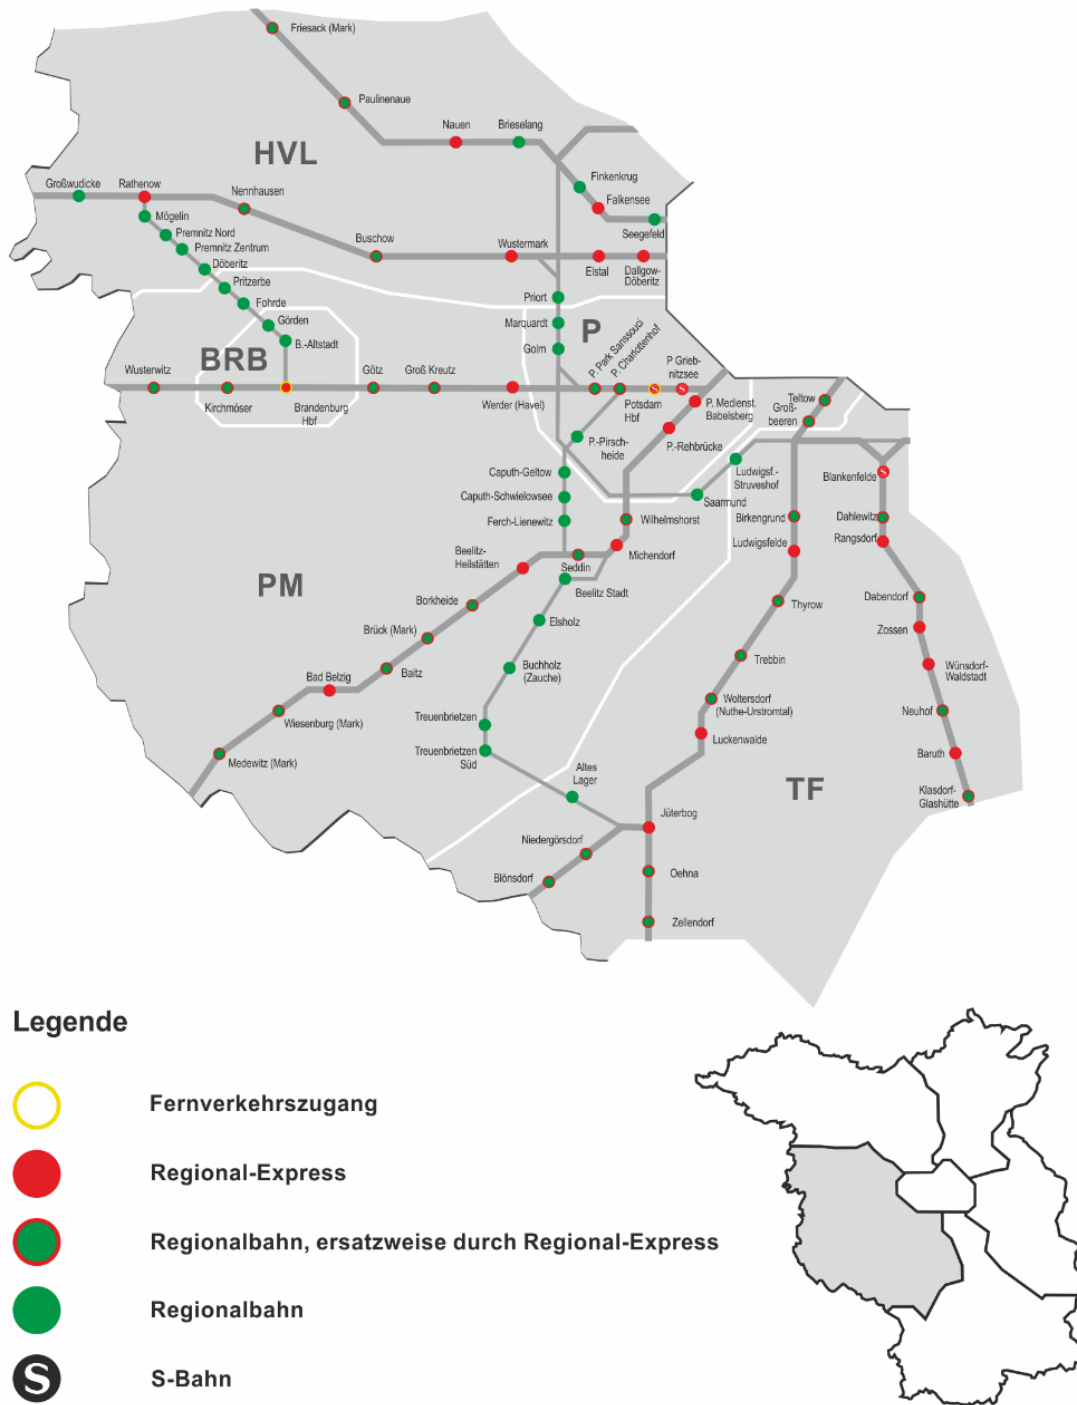 Friesack (Mark)
Paulinenaue
Nauen
Brieselang
HVL
Finkenkrug
Falkensee
Seegefeld
Großwudicke
Rathenow
Nennhausen
Mögelin
Premnitz Nord
Premnitz Zentrum
Döberitz
Buschow
Wustermark
Elstal
Dallgow-
Döberitz
Pritzerbe
Fohrde
Görden
B.-Altstadt
Priort
Marquardt
Golm
P
P. Park Sanssouci
P. Charlottenhof
P Grieb-
nitzsee
BRB
Wusterwitz
Kirchmöser
Brandenburg
Hbf
Götz
Groß Kreutz
Werder (Havel)
Potsdam
Hbf
P. Medienst.
Babelsberg
P.-Rehbrücke
P.-Pirsch-
heide
Teltow
Groß-
beeren
Caputh-Geltow
Caputh-Schwielowsee
Ferch-Lienewitz
Ludwigsf.-
Struveshof
Saarmund
Blankenfelde
Wilhelmshorst
Birkengrund
Dahlewitz
Ludwigsfelde
Rangsdorf
Michendorf
Beelitz-
Heilstätten
Seddin
Beelitz Stadt
PM
Borkheide
Thyrow
Dabendorf
Elsholz
Zossen
Brück (Mark)
Baitz
Buchholz
(Zauche)
Trebbin
Wünsdorf-
Waldstadt
Bad Belzig
Wiesenburg (Mark)
Medewitz (Mark)
Treuenbrietzen
Treuenbrietzen
Süd
Woltersdorf
(Nuthe-Urstromtal)
Luckenwalde
Neuhof
Baruth
Altes
Lager
TF
Klasdorf-
Glashütte
Jüterbog
Niedergörsdorf
Blönsdorf
Oehna
Zellendorf
Legende
Fernverkehrszugang
Regional-Express
Regionalbahn, ersatzweise durch Regional-Express
Regionalbahn
S
S-Bahn